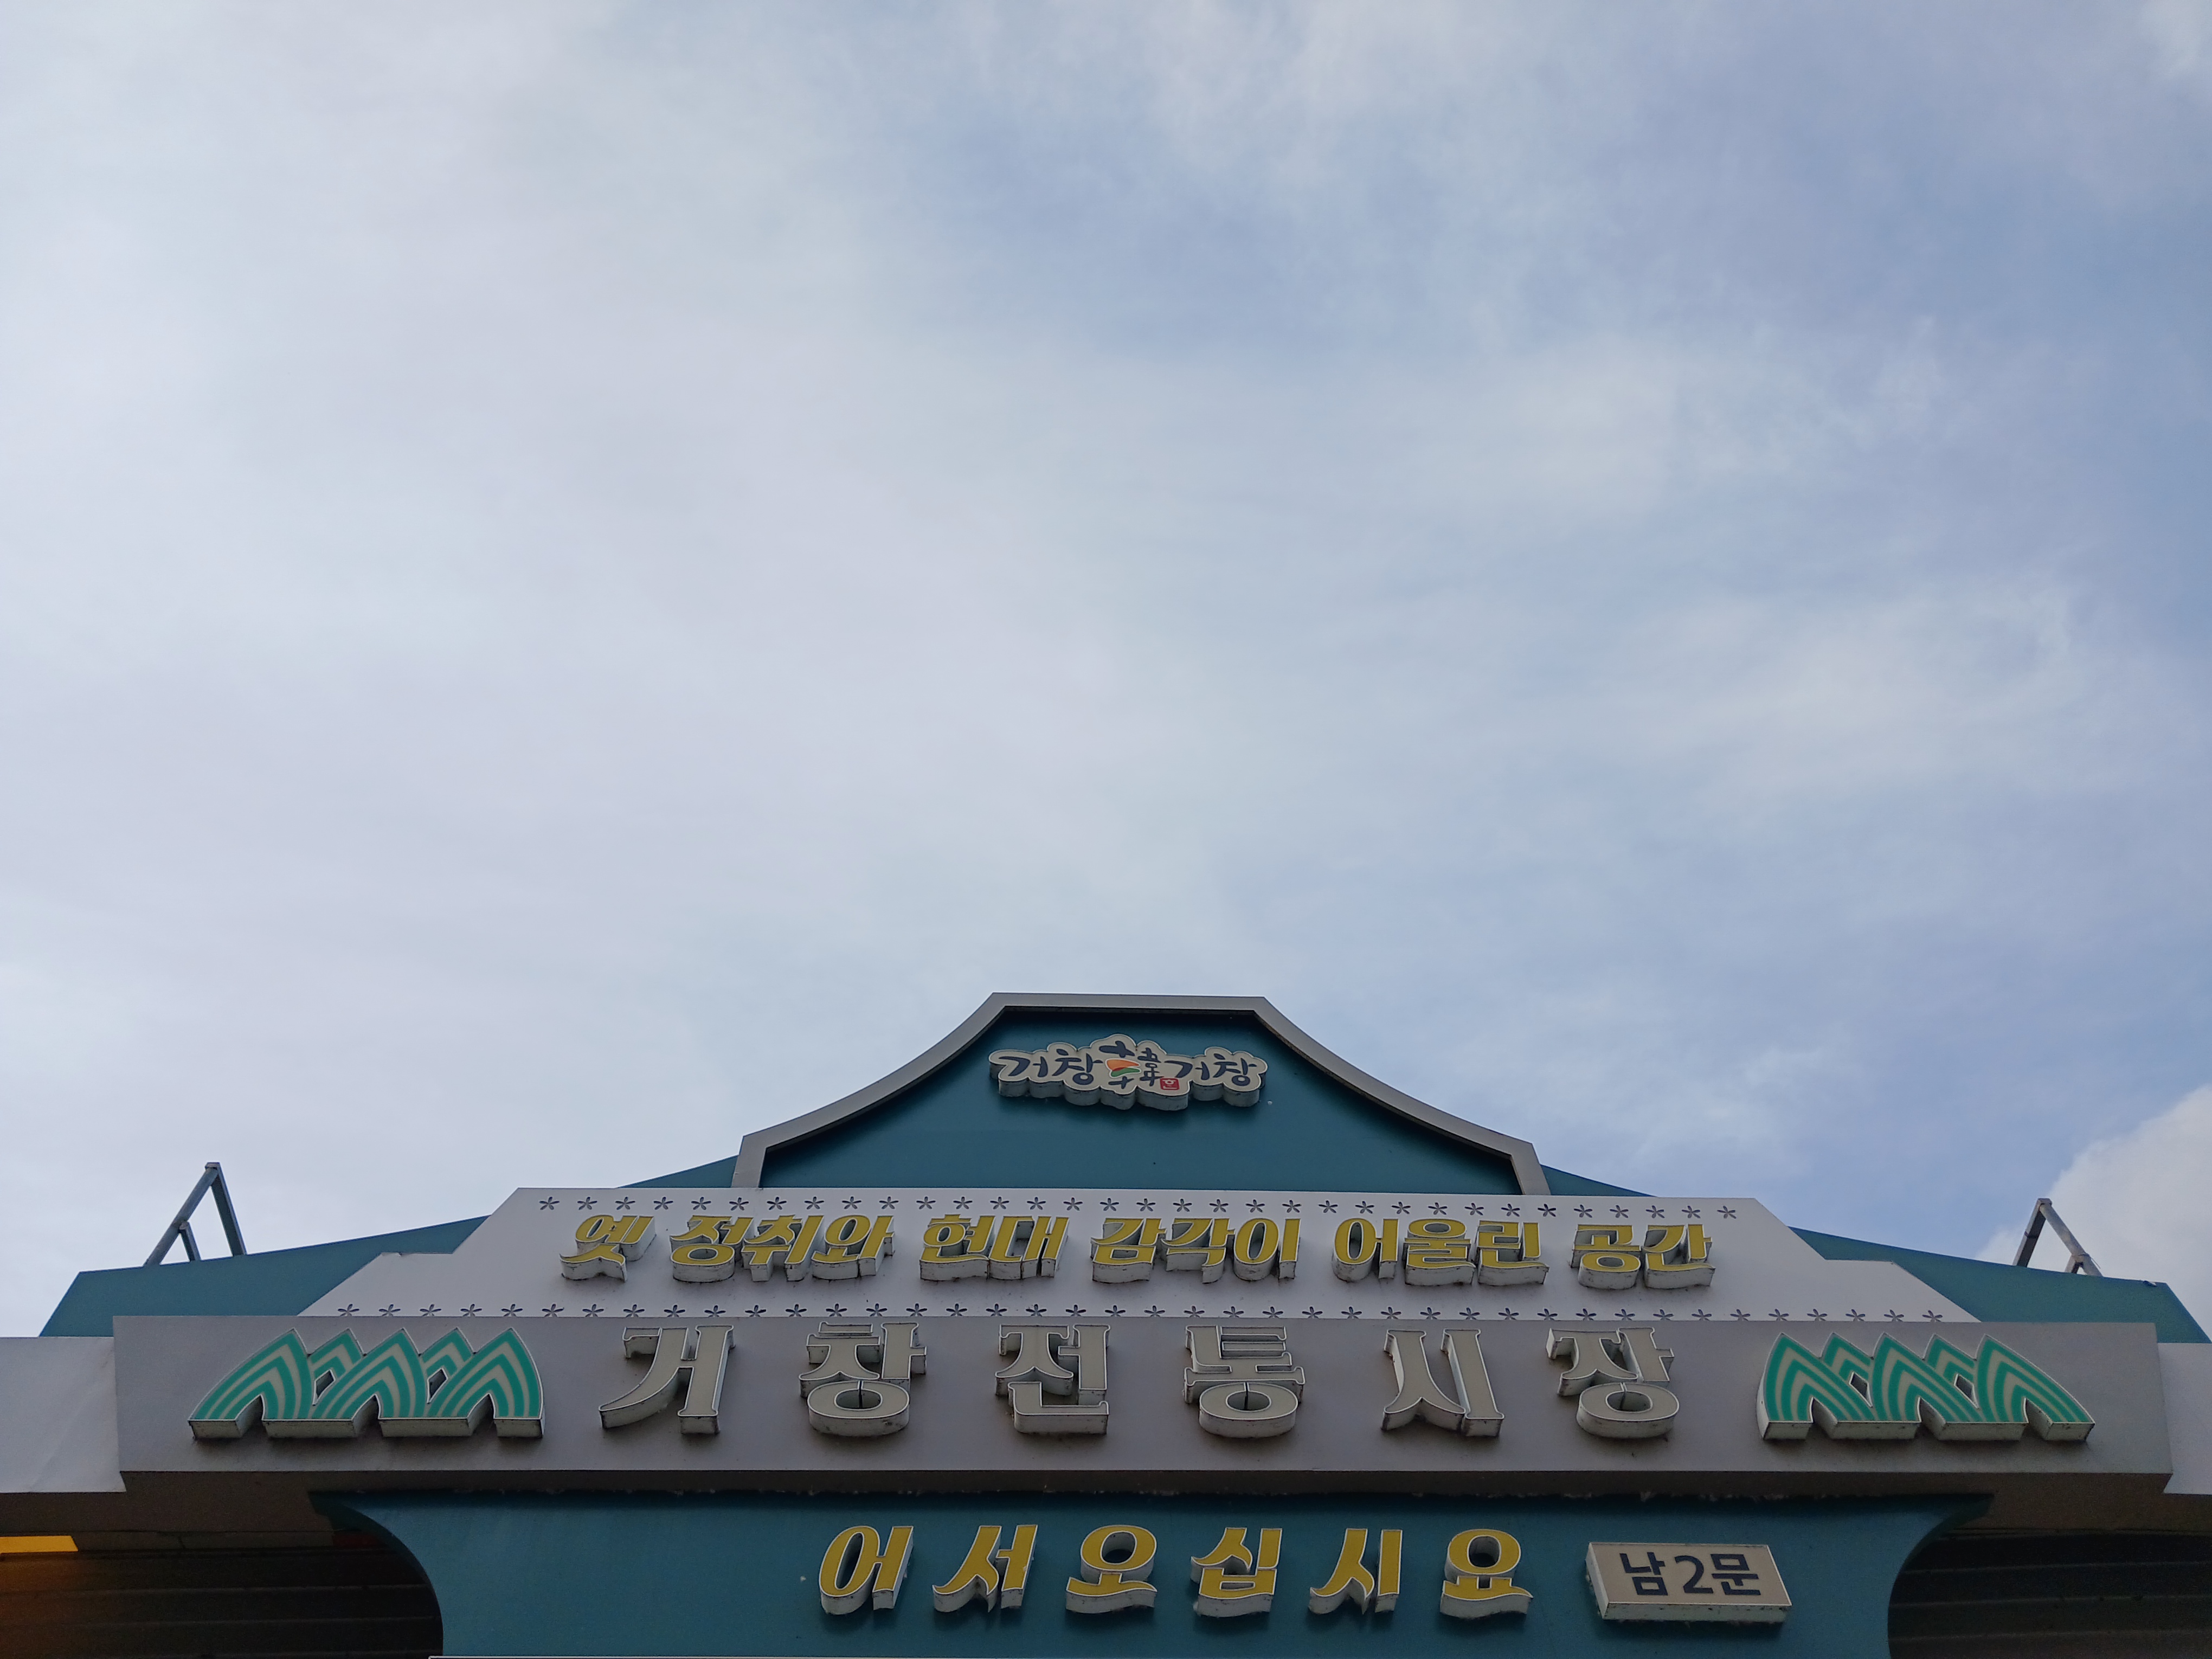 거창韓거창
옛 정취와 현대 감각이 어울린 공간
거창전통시장
어서오십시요 남2문